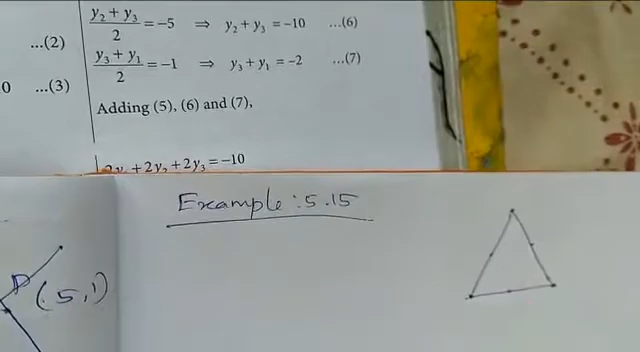 ...(2)
0 ...(3)
(y₂ + y₃)/2 = −5 ⇒ y₂ + y₃ = −10 ...(6)
(y₃ + y₁)/2 = −1 ⇒ y₃ + y₁ = −2 ...(7)
Adding (5), (6) and (7),
+ 2y₂ + 2y₃ = −10
Example : 5.15
D (5,1)